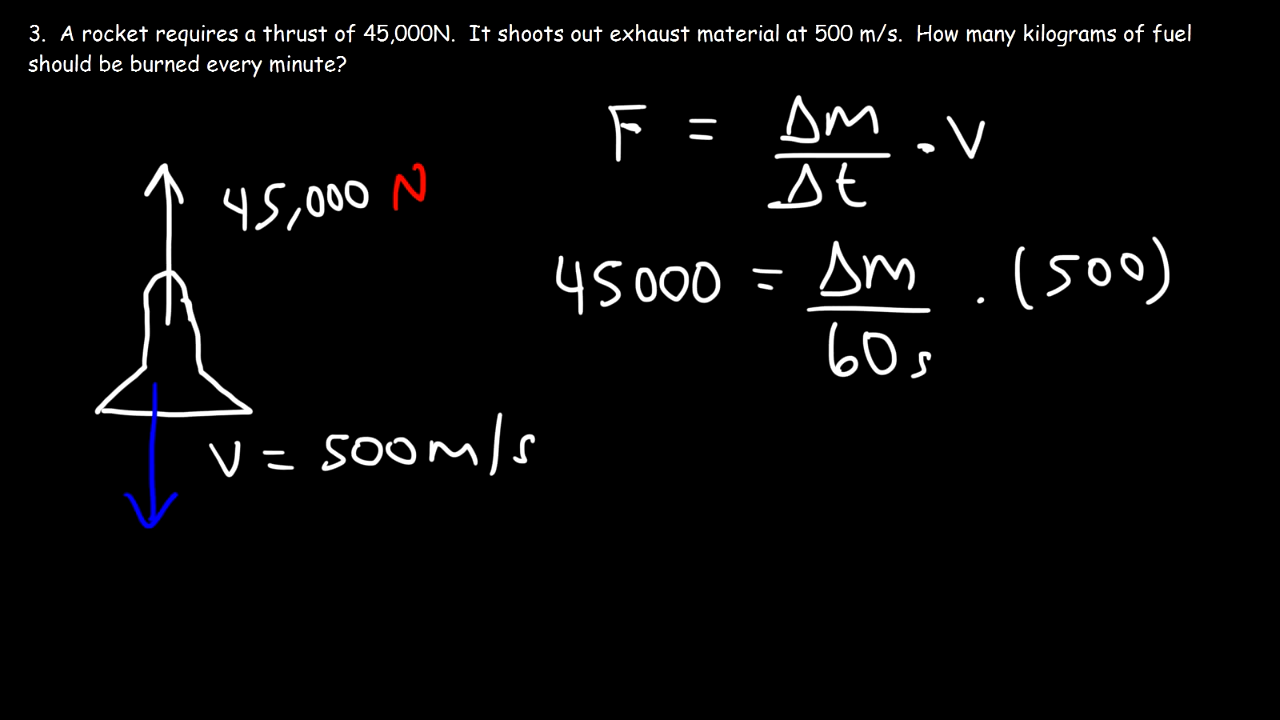 3. A rocket requires a thrust of 45,000N. It shoots out exhaust material at 500 m/s. How many kilograms of fuel
should be burned every minute?
F = Δm/Δt · V
45,000 N
45000 = Δm/60s · (500)
V = 500m/s